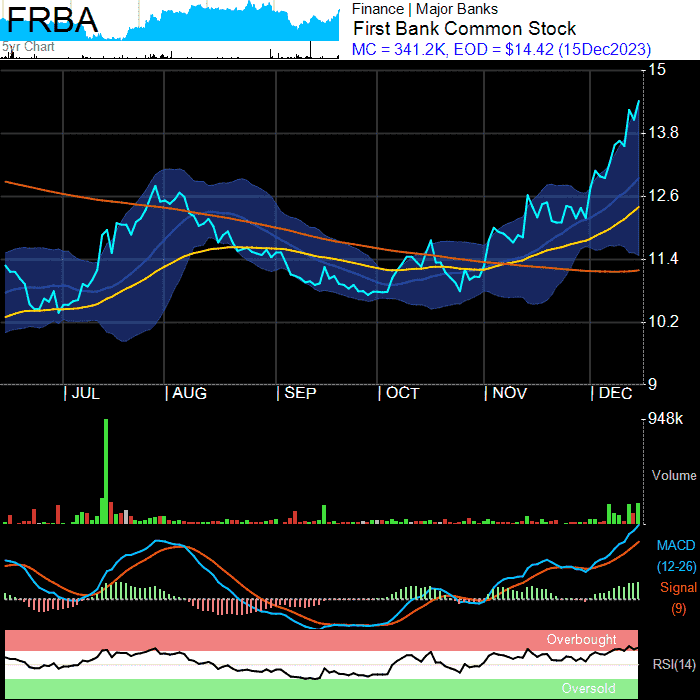 FRBA
5yr Chart
Finance | Major Banks
First Bank Common Stock
MC = 341.2K, EOD = $14.42 (15Dec2023)
15
13.8
12.6
11.4
10.2
9
| JUL | AUG | SEP | OCT | NOV | DEC
948k
Volume
MACD
(12-26)
Signal
(9)
Overbought
RSI(14)
Oversold